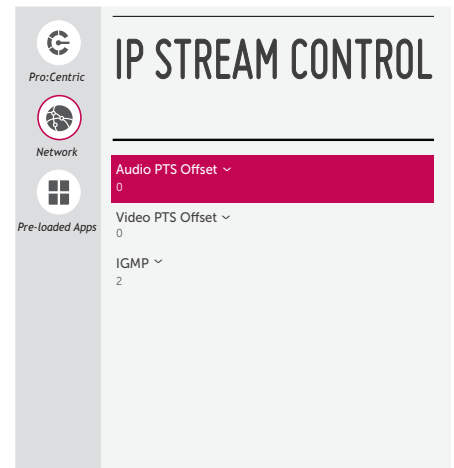 Pro:Centric
Network
Pre-loaded Apps
IP STREAM CONTROL
Audio PTS Offset
0
Video PTS Offset
0
IGMP
2